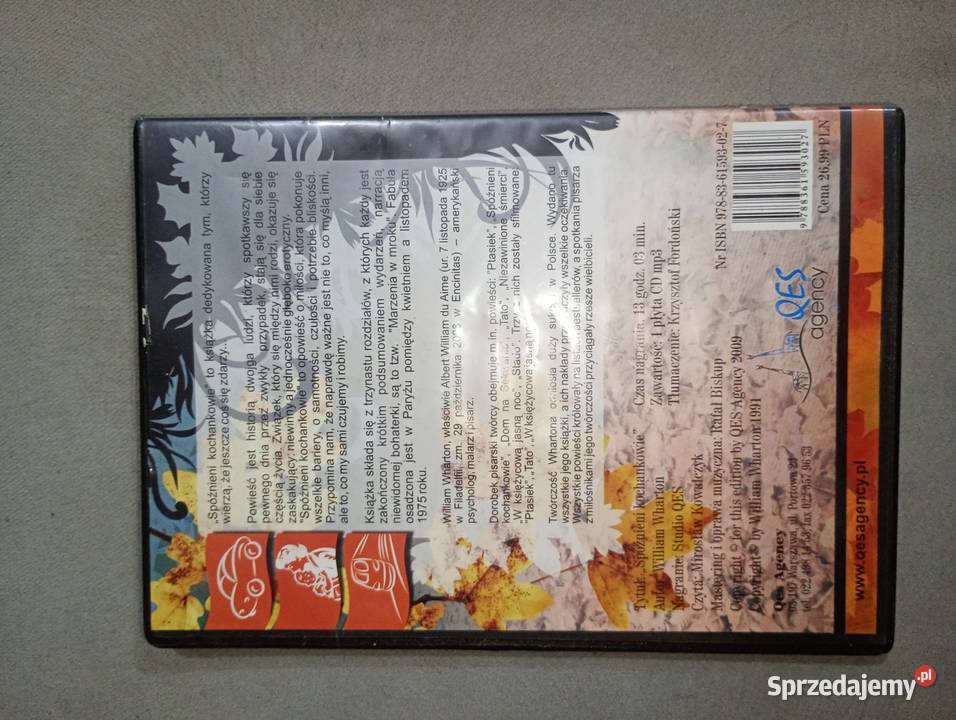 „Spóźnieni kochankowie" to książka dedykowana tym, którzy
wierzą, że jeszcze coś się zdarzy...
Powieść jest historią dwojga ludzi, którzy spotkawszy się
pewnego dnia przez zwykły przypadek, stają się dla siebie
częścią życia. Związek, który się między nimi rodzi, okazuje się
zaskakujący, niewinny a jednocześnie głęboko erotyczny.
"Spóźnieni kochankowie" to opowieść o miłości, która pokonuje
wszelkie bariery, o samotności, czułości i potrzebie bliskości.
Przypomina nam, że naprawdę ważne jest nie to, co myślą inni,
ale to, co my sami czujemy i robimy.
Książka składa się z trzynastu rozdziałów, z których każdy jest
zakończony krótkim podsumowaniem wydarzeń, narracją
niewidomej bohaterki, są to tzw. "Marzenia w mroku". Fabuła
osadzona jest w Paryżu pomiędzy kwietniem a listopadem
1975 roku.
William Wharton, właściwie Albert William du Aime (ur. 7 listopada 1925
w Filadelfii, zm. 29 października 2008 w Encinitas) – amerykański
psycholog, malarz i pisarz.
Dorobek pisarski twórcy obejmuje m.in. powieści: "Ptasiek", „Spóźnieni
kochankowie", „Dom na Sekwanie", „Tato", „Niezawinione śmierci",
„W księżycową jasną noc", „Stado". Trzy z nich zostały sfilmowane:
"Ptasiek", „Tato", „W księżycową jasną noc".
Twórczość Whartona odniosła duży sukces w Polsce. Wydano tu
wszystkie jego książki, a ich nakłady przekroczyły wszelkie oczekiwania.
Wszystkie powieści królowały na listach bestsellerów, a spotkania pisarza
z miłośnikami jego twórczości przyciągały rzesze wielbicieli.
Tytuł: „Spóźnieni kochankowie"
Autor: William Wharton
Nagranie: Studio QES
Czyta: Mirosław Kowalczyk
Mastering i oprawa muzyczna: Rafał Biskup
Copyright © for this edition by QES Agency 2009
Copyright © by William Wharton 1991
Qes Agency
Warszawa, ul. Portowa
www.qesagency.pl
Czas nagrania: 13 godz. 03 min.
Zawartość: 1 płyta CD mp3
Tłumaczenie: Krzysztof Fordoński
QES
agency
Nr ISBN 978-83-61593-02-7
9 788361 593027
Cena 26,99 PLN
Sprzedajemy.pl